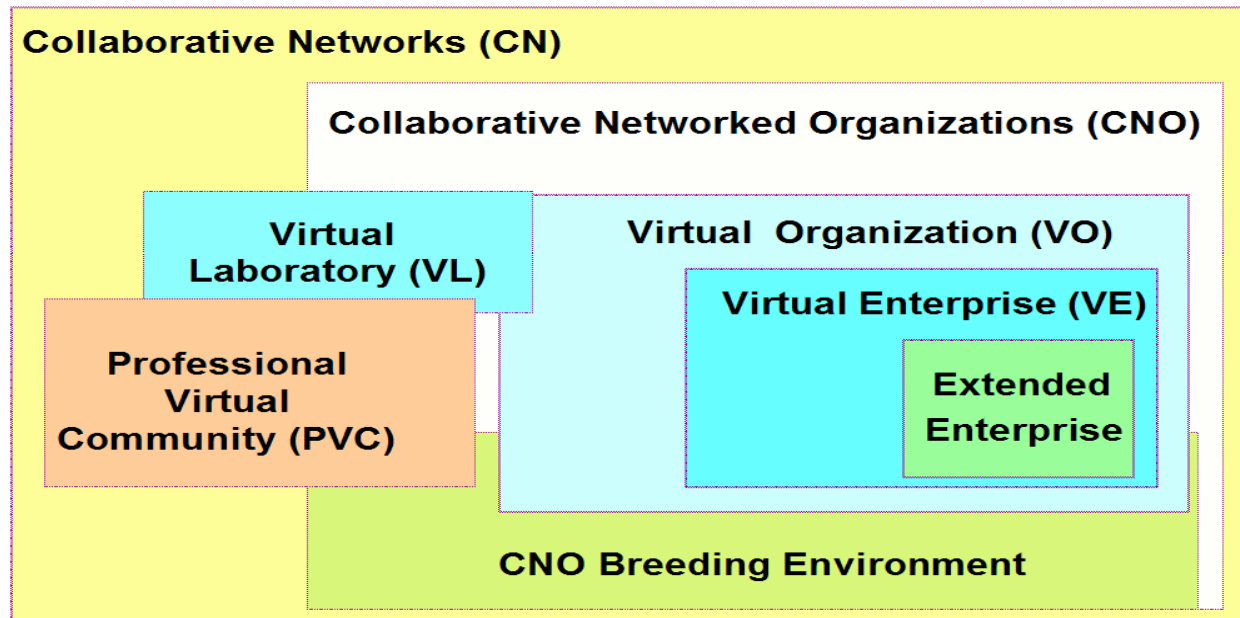 Collaborative Networks (CN)
Collaborative Networked Organizations (CNO)
Virtual
Laboratory (VL)
Virtual Organization (VO)
Virtual Enterprise (VE)
Professional
Virtual
Community (PVC)
Extended
Enterprise
CNO Breeding Environment